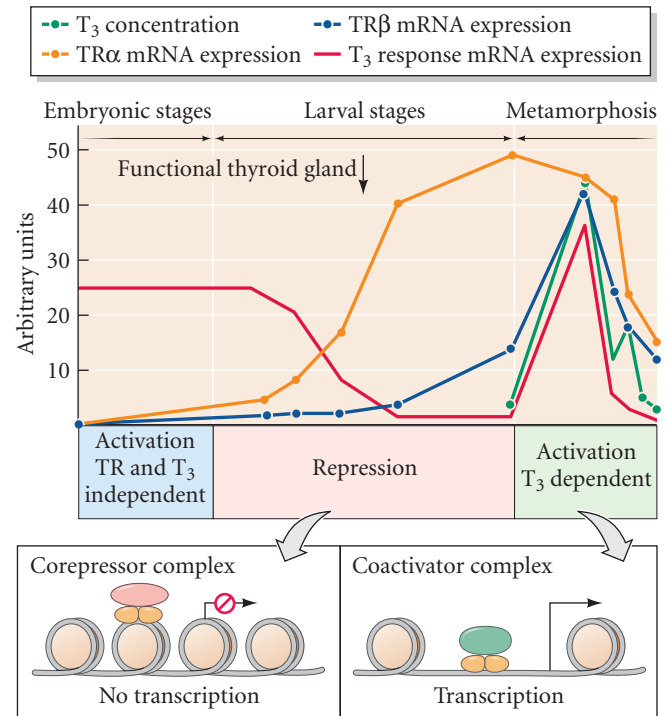 T₃ concentration
TRβ mRNA expression
TRα mRNA expression
T₃ response mRNA expression
Embryonic stages
Larval stages
Metamorphosis
Functional thyroid gland
50
40
30
20
10
Arbitrary units
Activation
TR and T₃
independent
Repression
Activation
T₃ dependent
Corepressor complex
No transcription
Coactivator complex
Transcription